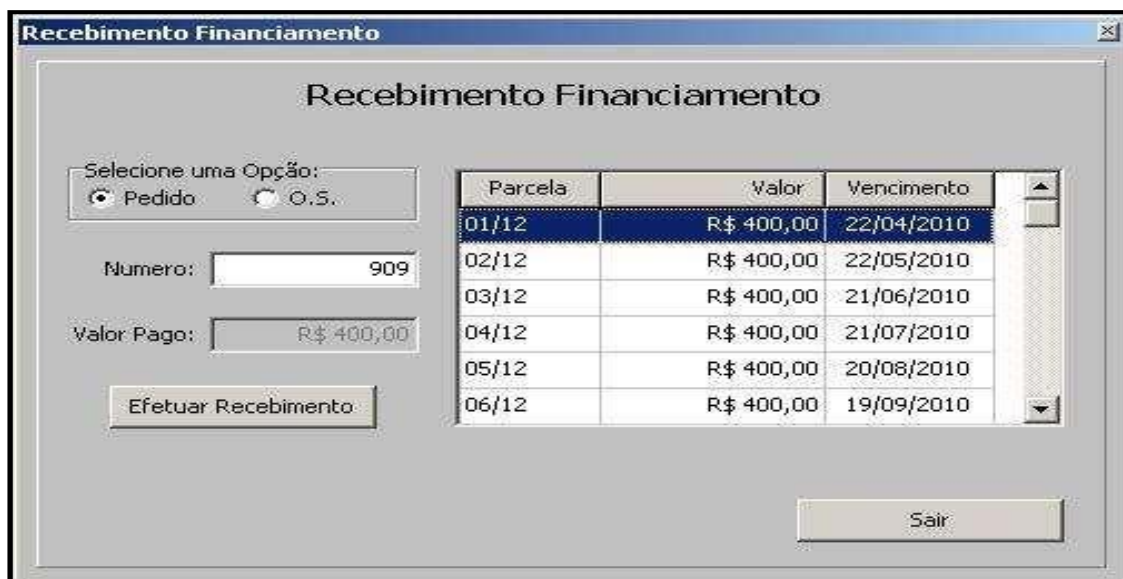 Recebimento Financiamento
Recebimento Financiamento
Selecione uma Opção:
Pedido O.S.
Numero: 909
Valor Pago: R$ 400,00
Efetuar Recebimento
Parcela Valor Vencimento
01/12 R$ 400,00 22/04/2010
02/12 R$ 400,00 22/05/2010
03/12 R$ 400,00 21/06/2010
04/12 R$ 400,00 21/07/2010
05/12 R$ 400,00 20/08/2010
06/12 R$ 400,00 19/09/2010
Sair